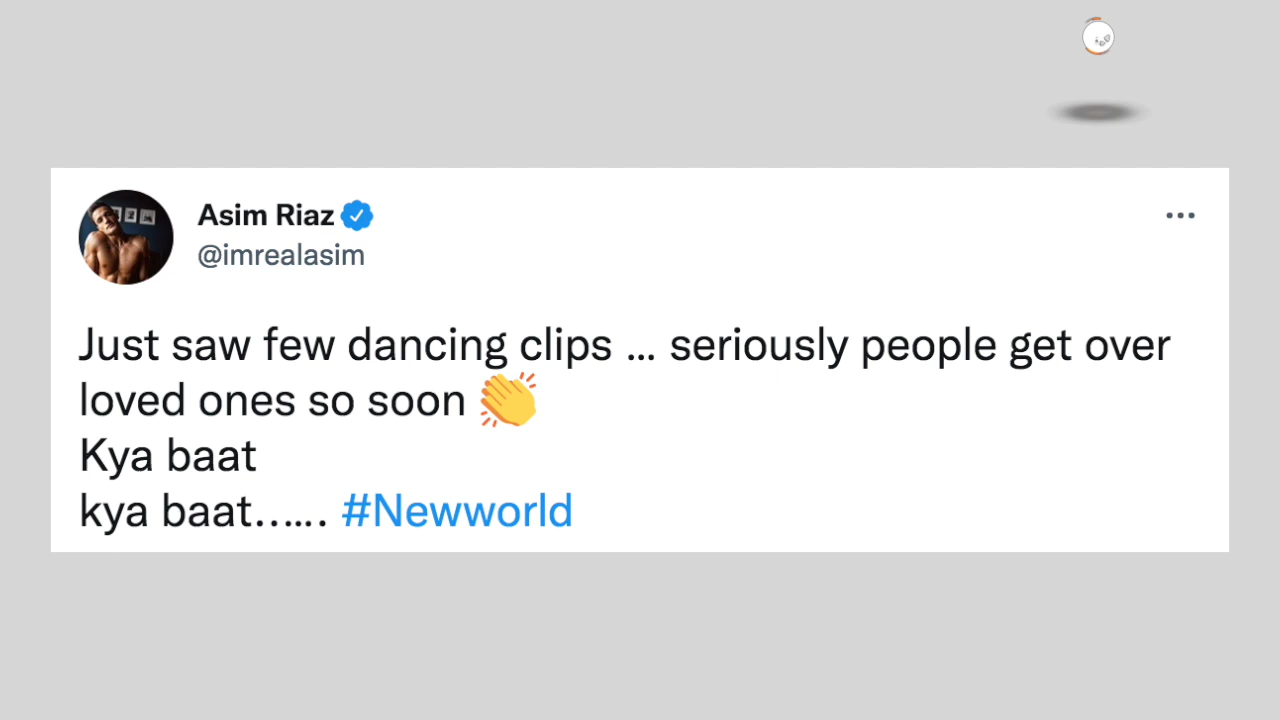 Asim Riaz
@imrealasim
Just saw few dancing clips ... seriously people get over
loved ones so soon 👏
Kya baat
kya baat...... #Newworld